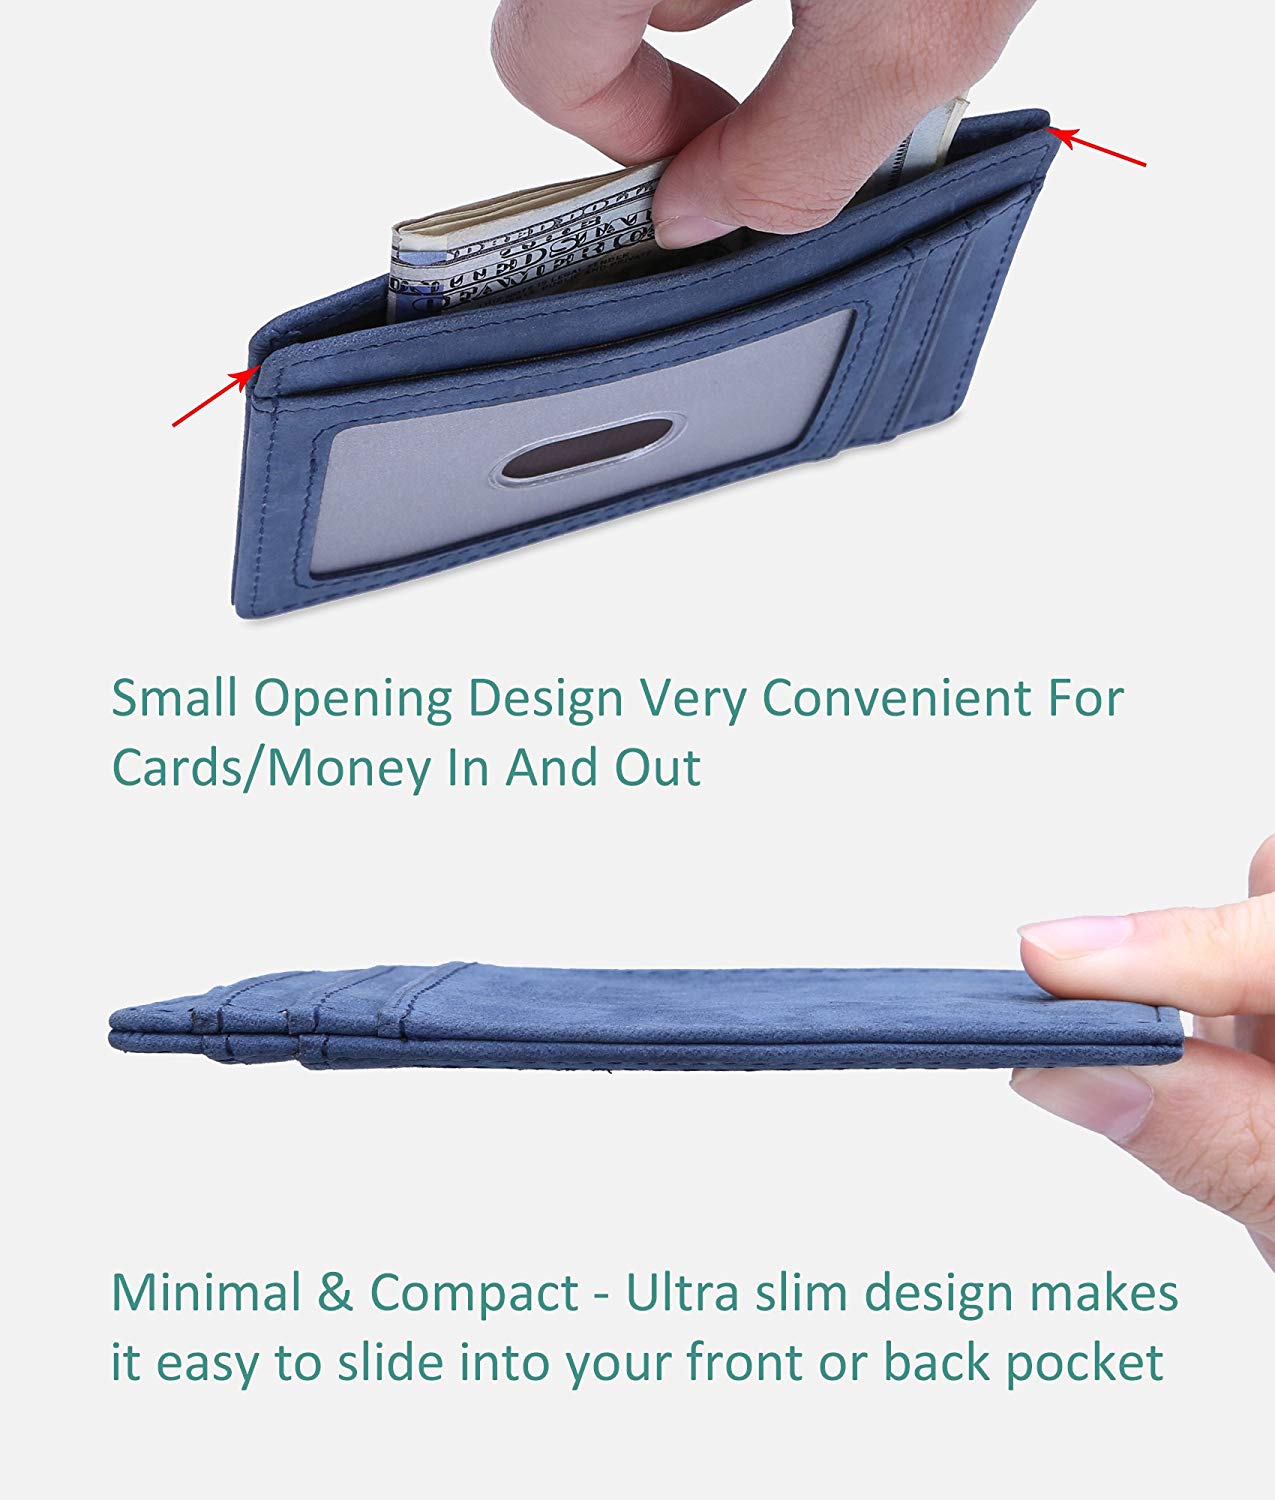 Small Opening Design Very Convenient For
Cards/Money In And Out
Minimal & Compact - Ultra slim design makes
it easy to slide into your front or back pocket